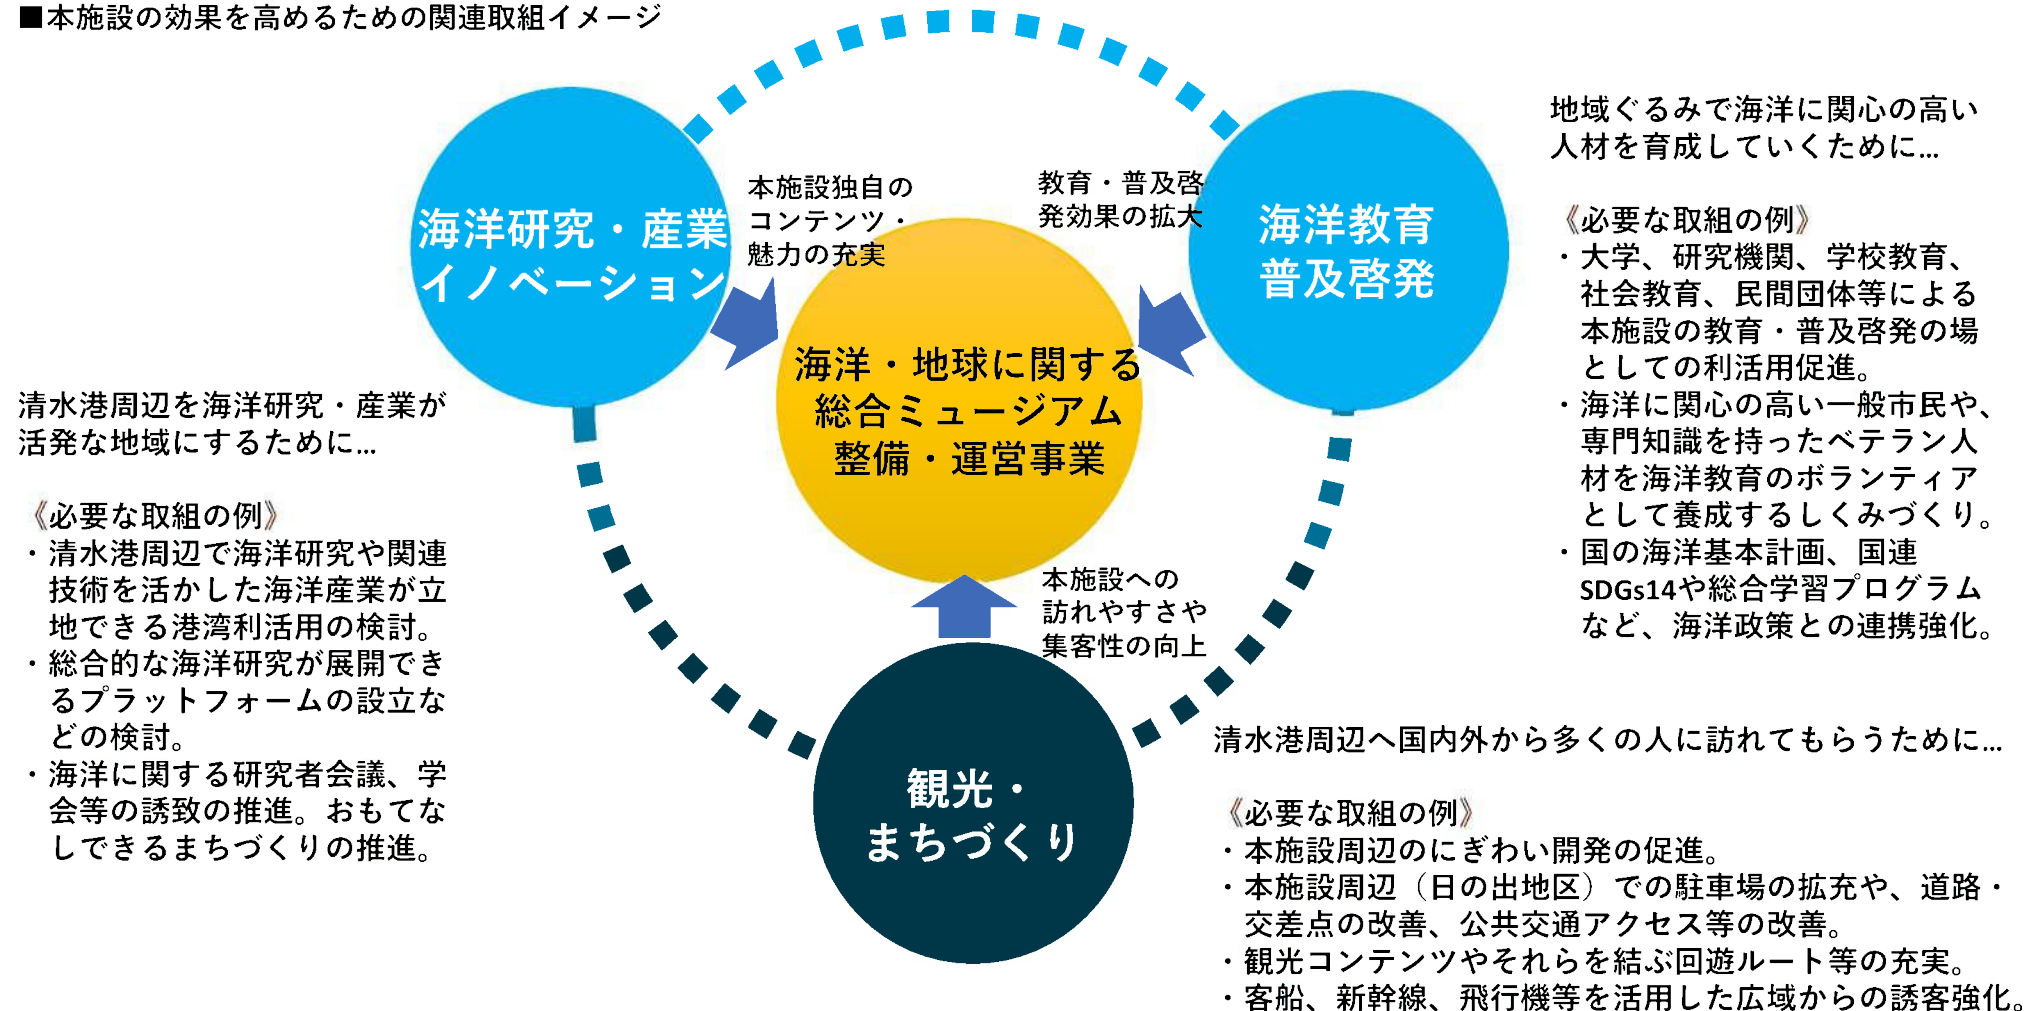 ■本施設の効果を高めるための関連取組イメージ
海洋研究・産業
イノベーション
本施設独自の
コンテンツ・
魅力の充実
教育・普及啓
発効果の拡大
海洋教育
普及啓発
海洋・地球に関する
総合ミュージアム
整備・運営事業
本施設への
訪れやすさや
集客性の向上
観光・
まちづくり
清水港周辺を海洋研究・産業が
活発な地域にするために…
《必要な取組の例》
・清水港周辺で海洋研究や関連
技術を活かした海洋産業が立
地できる港湾利活用の検討。
・総合的な海洋研究が展開でき
るプラットフォームの設立な
どの検討。
・海洋に関する研究者会議、学
会等の誘致の推進。おもてな
しできるまちづくりの推進。
地域ぐるみで海洋に関心の高い
人材を育成していくために…
《必要な取組の例》
・大学、研究機関、学校教育、
社会教育、民間団体等による
本施設の教育・普及啓発の場
としての利活用促進。
・海洋に関心の高い一般市民や、
専門知識を持ったベテラン人
材を海洋教育のボランティア
として養成するしくみづくり。
・国の海洋基本計画、国連
SDGs14や総合学習プログラム
など、海洋政策との連携強化。
清水港周辺へ国内外から多くの人に訪れてもらうために…
《必要な取組の例》
・本施設周辺のにぎわい開発の促進。
・本施設周辺（日の出地区）での駐車場の拡充や、道路・
交差点の改善、公共交通アクセス等の改善。
・観光コンテンツやそれらを結ぶ回遊ルート等の充実。
・客船、新幹線、飛行機等を活用した広域からの誘客強化。